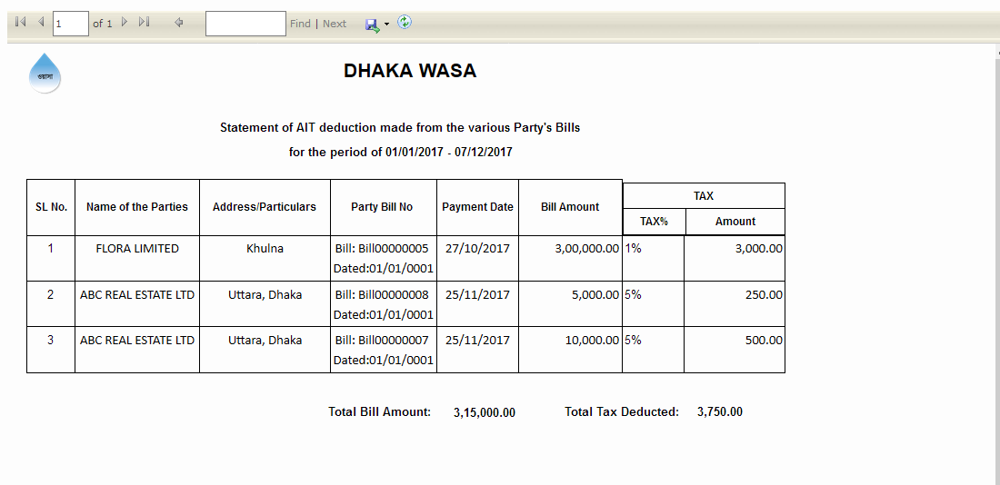 1 of 1 Find | Next
ওয়াসা
DHAKA WASA
Statement of AIT deduction made from the various Party's Bills
for the period of 01/01/2017 - 07/12/2017
SL No. Name of the Parties Address/Particulars Party Bill No Payment Date Bill Amount TAX
TAX% Amount
1 FLORA LIMITED Khulna Bill: Bill00000005 27/10/2017 3,00,000.00 1% 3,000.00
Dated:01/01/0001
2 ABC REAL ESTATE LTD Uttara, Dhaka Bill: Bill00000008 25/11/2017 5,000.00 5% 250.00
Dated:01/01/0001
3 ABC REAL ESTATE LTD Uttara, Dhaka Bill: Bill00000007 25/11/2017 10,000.00 5% 500.00
Dated:01/01/0001
Total Bill Amount: 3,15,000.00 Total Tax Deducted: 3,750.00